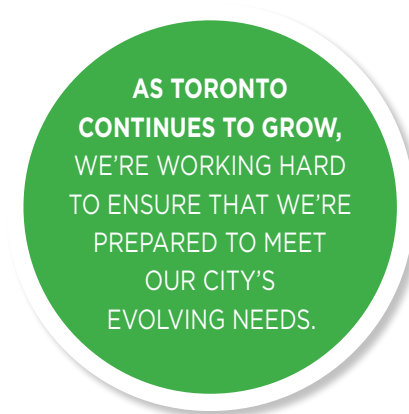 AS TORONTO
CONTINUES TO GROW,
WE’RE WORKING HARD
TO ENSURE THAT WE’RE
PREPARED TO MEET
OUR CITY’S
EVOLVING NEEDS.